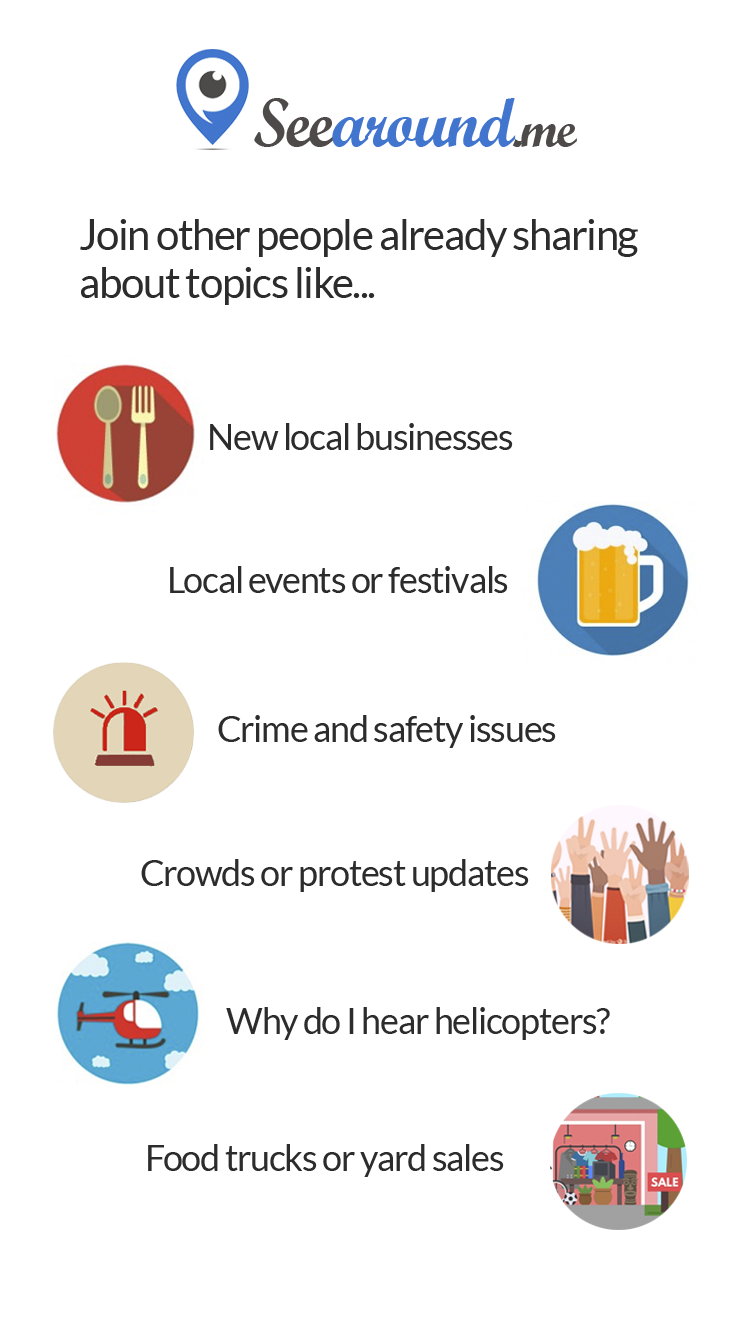 Seearound.me
Join other people already sharing
about topics like...
New local businesses
Local events or festivals
Crime and safety issues
Crowds or protest updates
Why do I hear helicopters?
Food trucks or yard sales
SALE